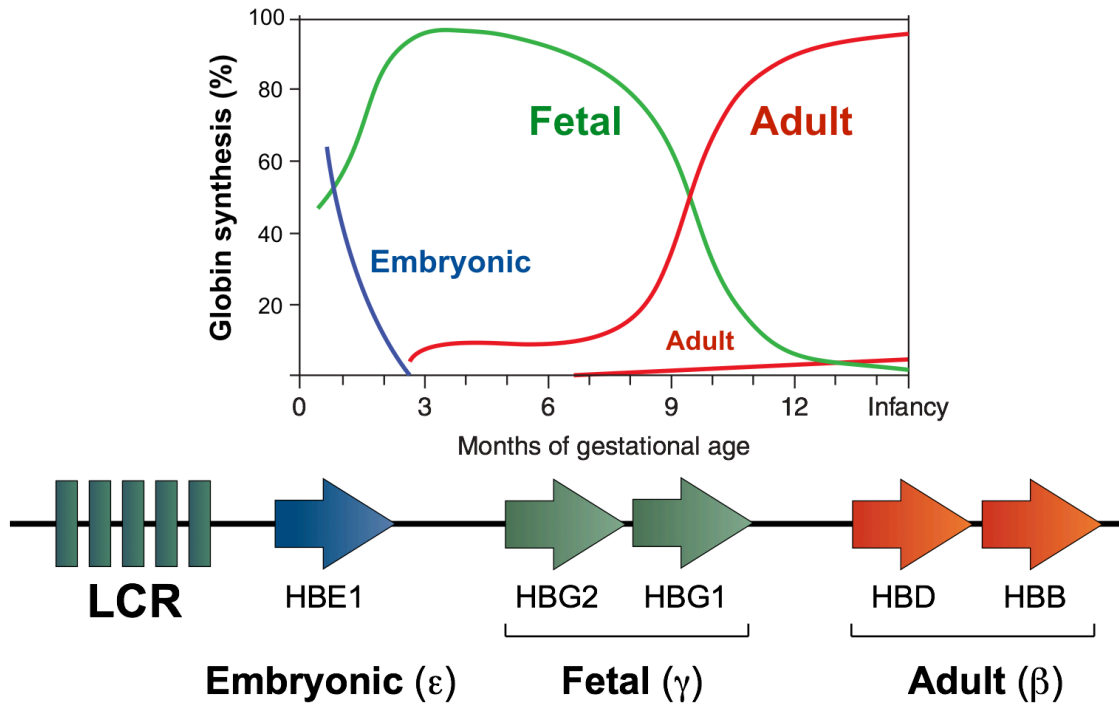 100
80
60
40
20
Globin synthesis (%)
Fetal
Adult
Embryonic
Adult
0 3 6 9 12 Infancy
Months of gestational age
LCR
HBE1 HBG2 HBG1 HBD HBB
Embryonic (ε) Fetal (γ) Adult (β)